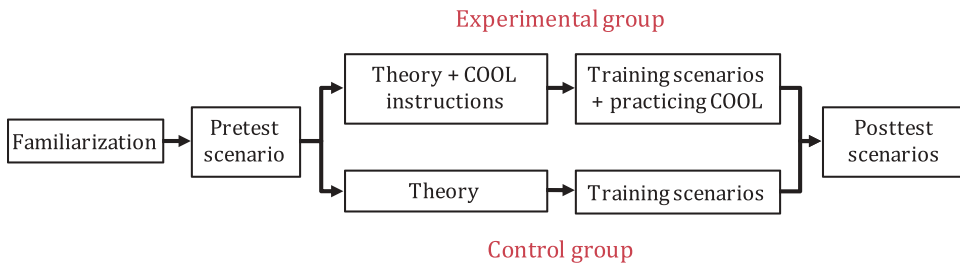 Experimental group
Familiarization
Pretest
scenario
Theory + COOL
instructions
Training scenarios
+ practicing COOL
Theory
Training scenarios
Posttest
scenarios
Control group